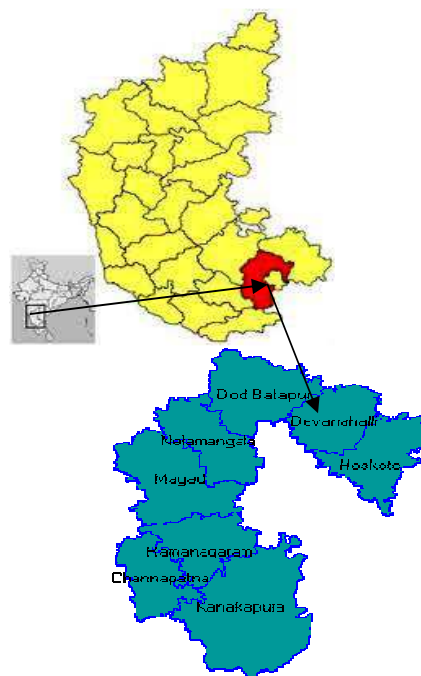 Dod Balapur
Devanahalli
Nelamangala
Hoskote
Magadi
Ramanagaram
Channapatna
Kanakapura